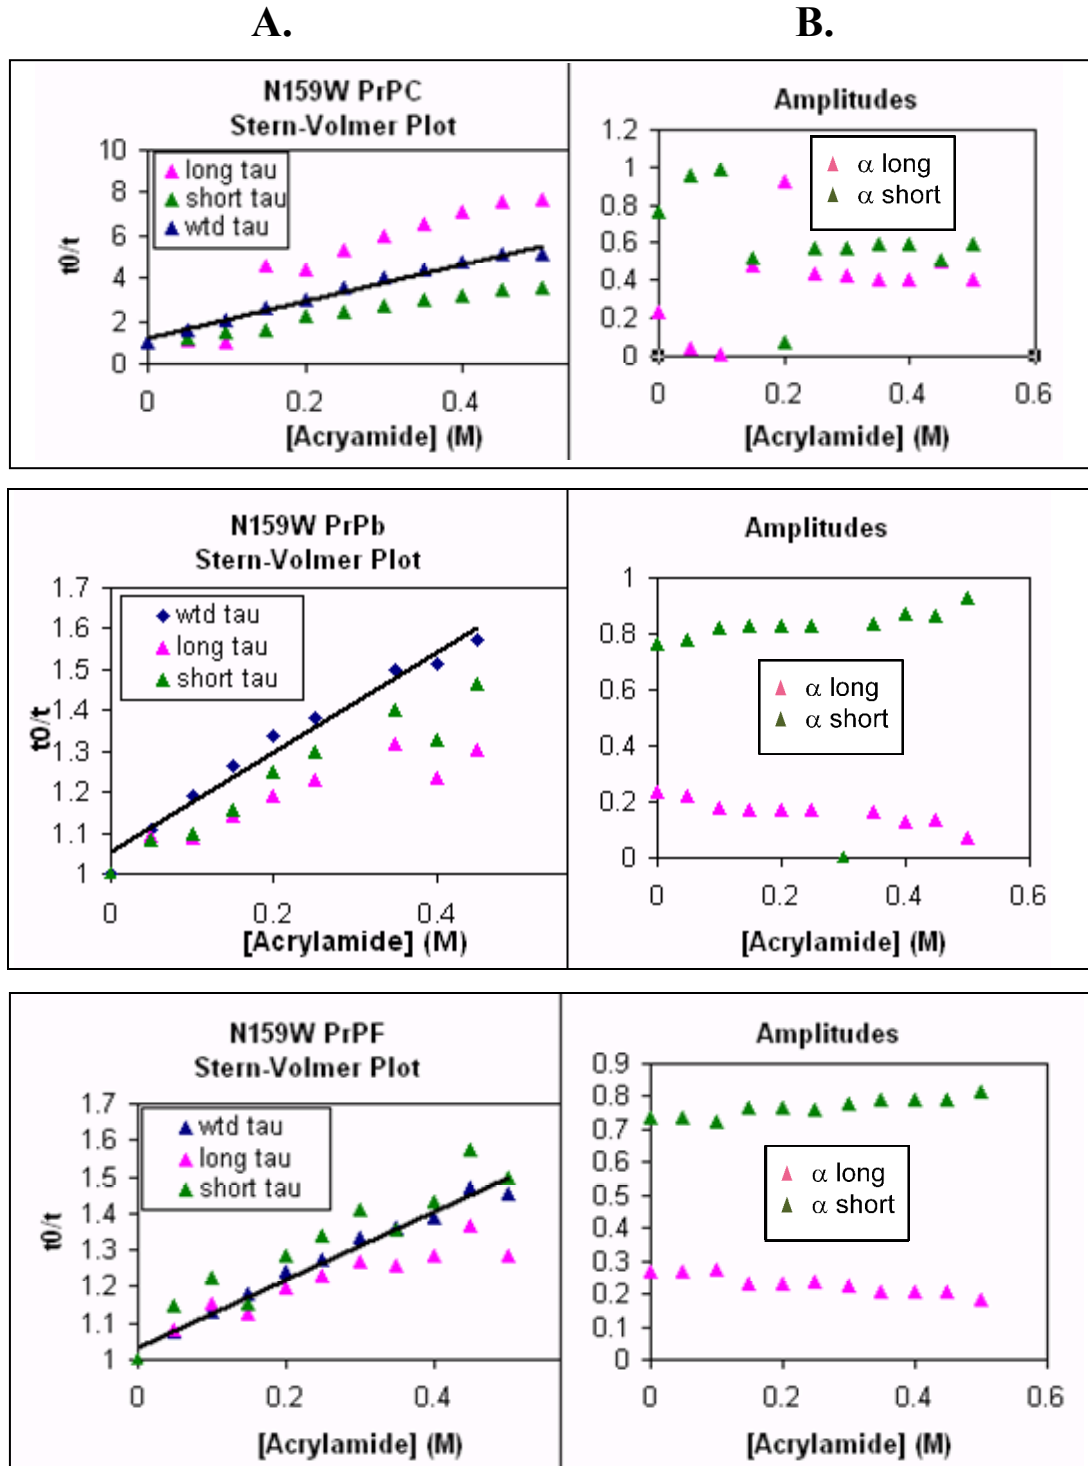 A.
B.
N159W PrPC
Stern-Volmer Plot
10
8
6
4
2
0
t0/t
long tau
short tau
wtd tau
0
0.2
0.4
[Acryamide] (M)
Amplitudes
1.2
1
0.8
0.6
0.4
0.2
0
α long
α short
0
0.2
0.4
0.6
[Acrylamide] (M)
N159W PrPb
Stern-Volmer Plot
1.7
1.6
1.5
1.4
1.3
1.2
1.1
1
t0/t
wtd tau
long tau
short tau
0
0.2
0.4
[Acrylamide] (M)
Amplitudes
1
0.8
0.6
0.4
0.2
0
α long
α short
0
0.2
0.4
0.6
[Acrylamide] (M)
N159W PrPF
Stern-Volmer Plot
1.7
1.6
1.5
1.4
1.3
1.2
1.1
1
t0/t
wtd tau
long tau
short tau
0
0.2
0.4
[Acrylamide] (M)
Amplitudes
0.9
0.8
0.7
0.6
0.5
0.4
0.3
0.2
0.1
0
α long
α short
0
0.2
0.4
0.6
[Acrylamide] (M)